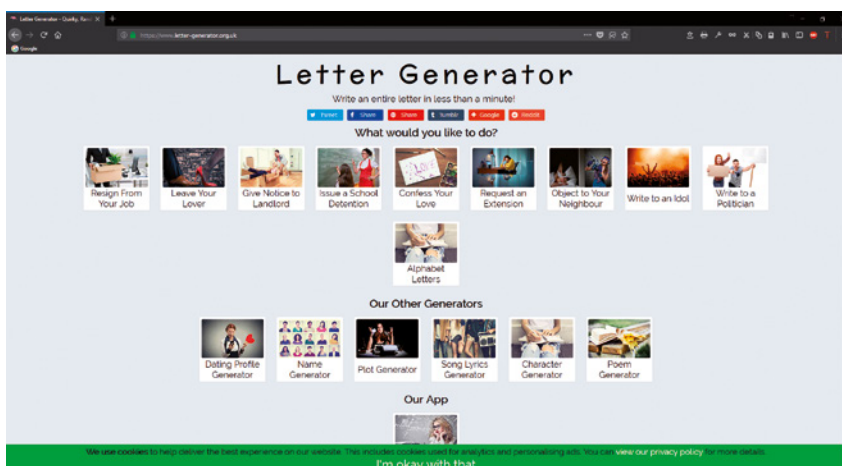 Letter Generator - Quirky, Rand
Google
https://www.letter-generator.org.uk
Letter Generator
Write an entire letter in less than a minute!
Tweet Share Share Tumblr Google Reddit
What would you like to do?
Resign From
Your Job
Leave Your
Lover
Give Notice to
Landlord
Issue a School
Detention
Confess Your
Love
Request an
Extension
Object to Your
Neighbour
Write to an Idol
Write to a
Politician
Alphabet
Letters
Our Other Generators
Dating Profile
Generator
Name
Generator
Plot Generator
Song Lyrics
Generator
Character
Generator
Poem
Generator
Our App
We use cookies to help deliver the best experience on our website. This includes cookies used for analytics and personalising ads. You can view our privacy policy for more details.
I'm okay with that